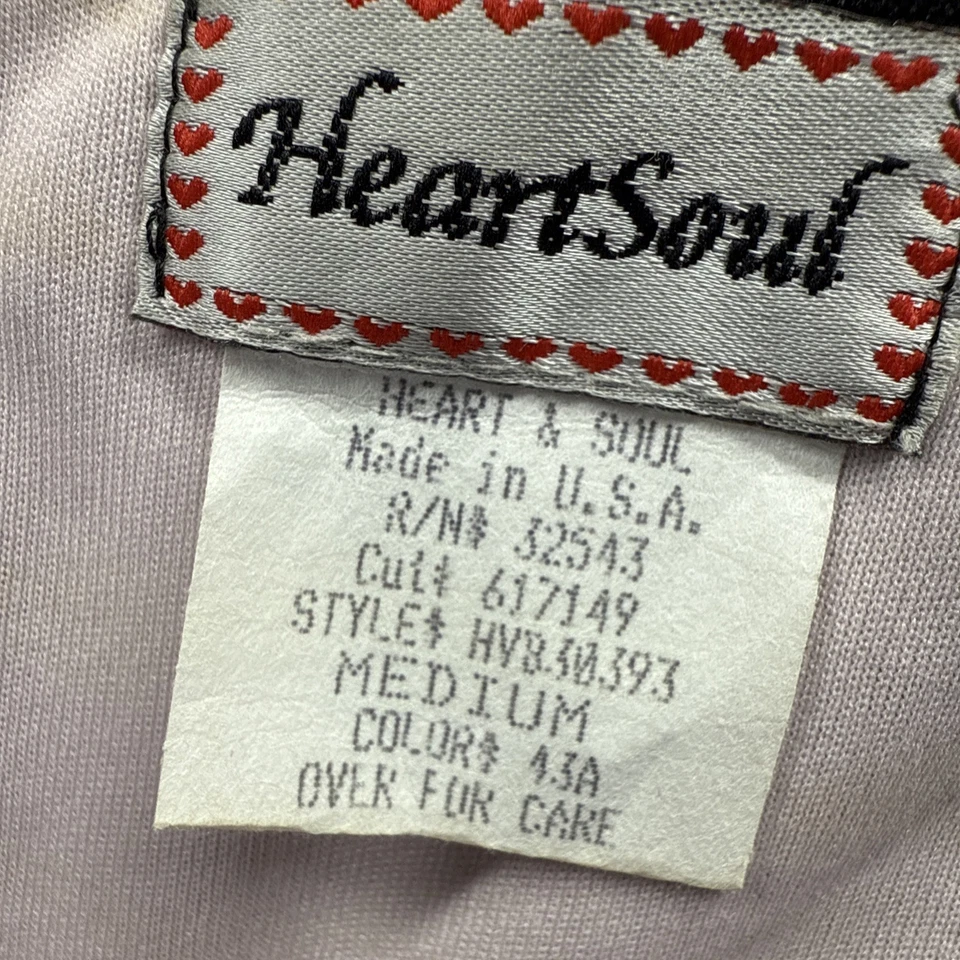 HeartSoul
HEART & SOUL
Made in U.S.A.
R/N# 32543
Cut# 617149
STYLE# HV830393
MEDIUM
COLOR# 43A
OVER FOR CARE